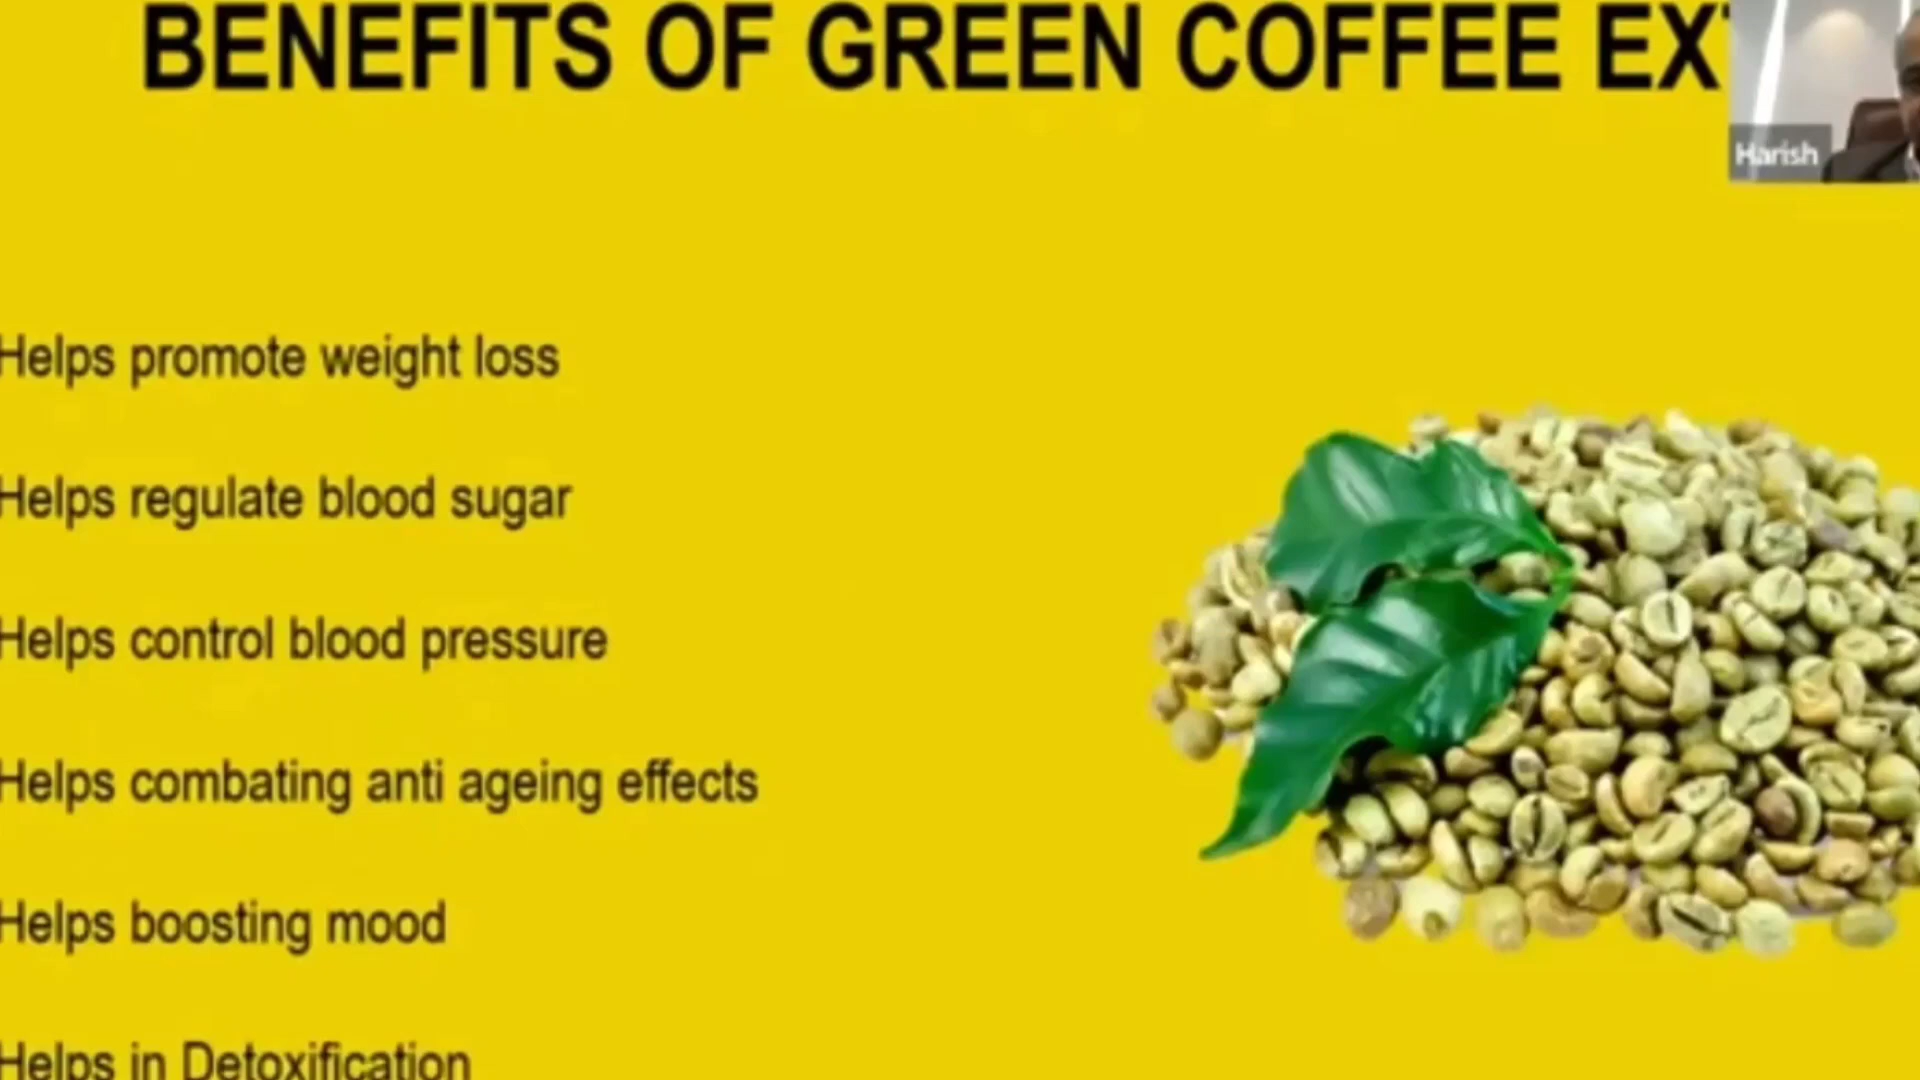 BENEFITS OF GREEN COFFEE EXT
Harish
Helps promote weight loss
Helps regulate blood sugar
Helps control blood pressure
Helps combating anti ageing effects
Helps boosting mood
Helps in Detoxification